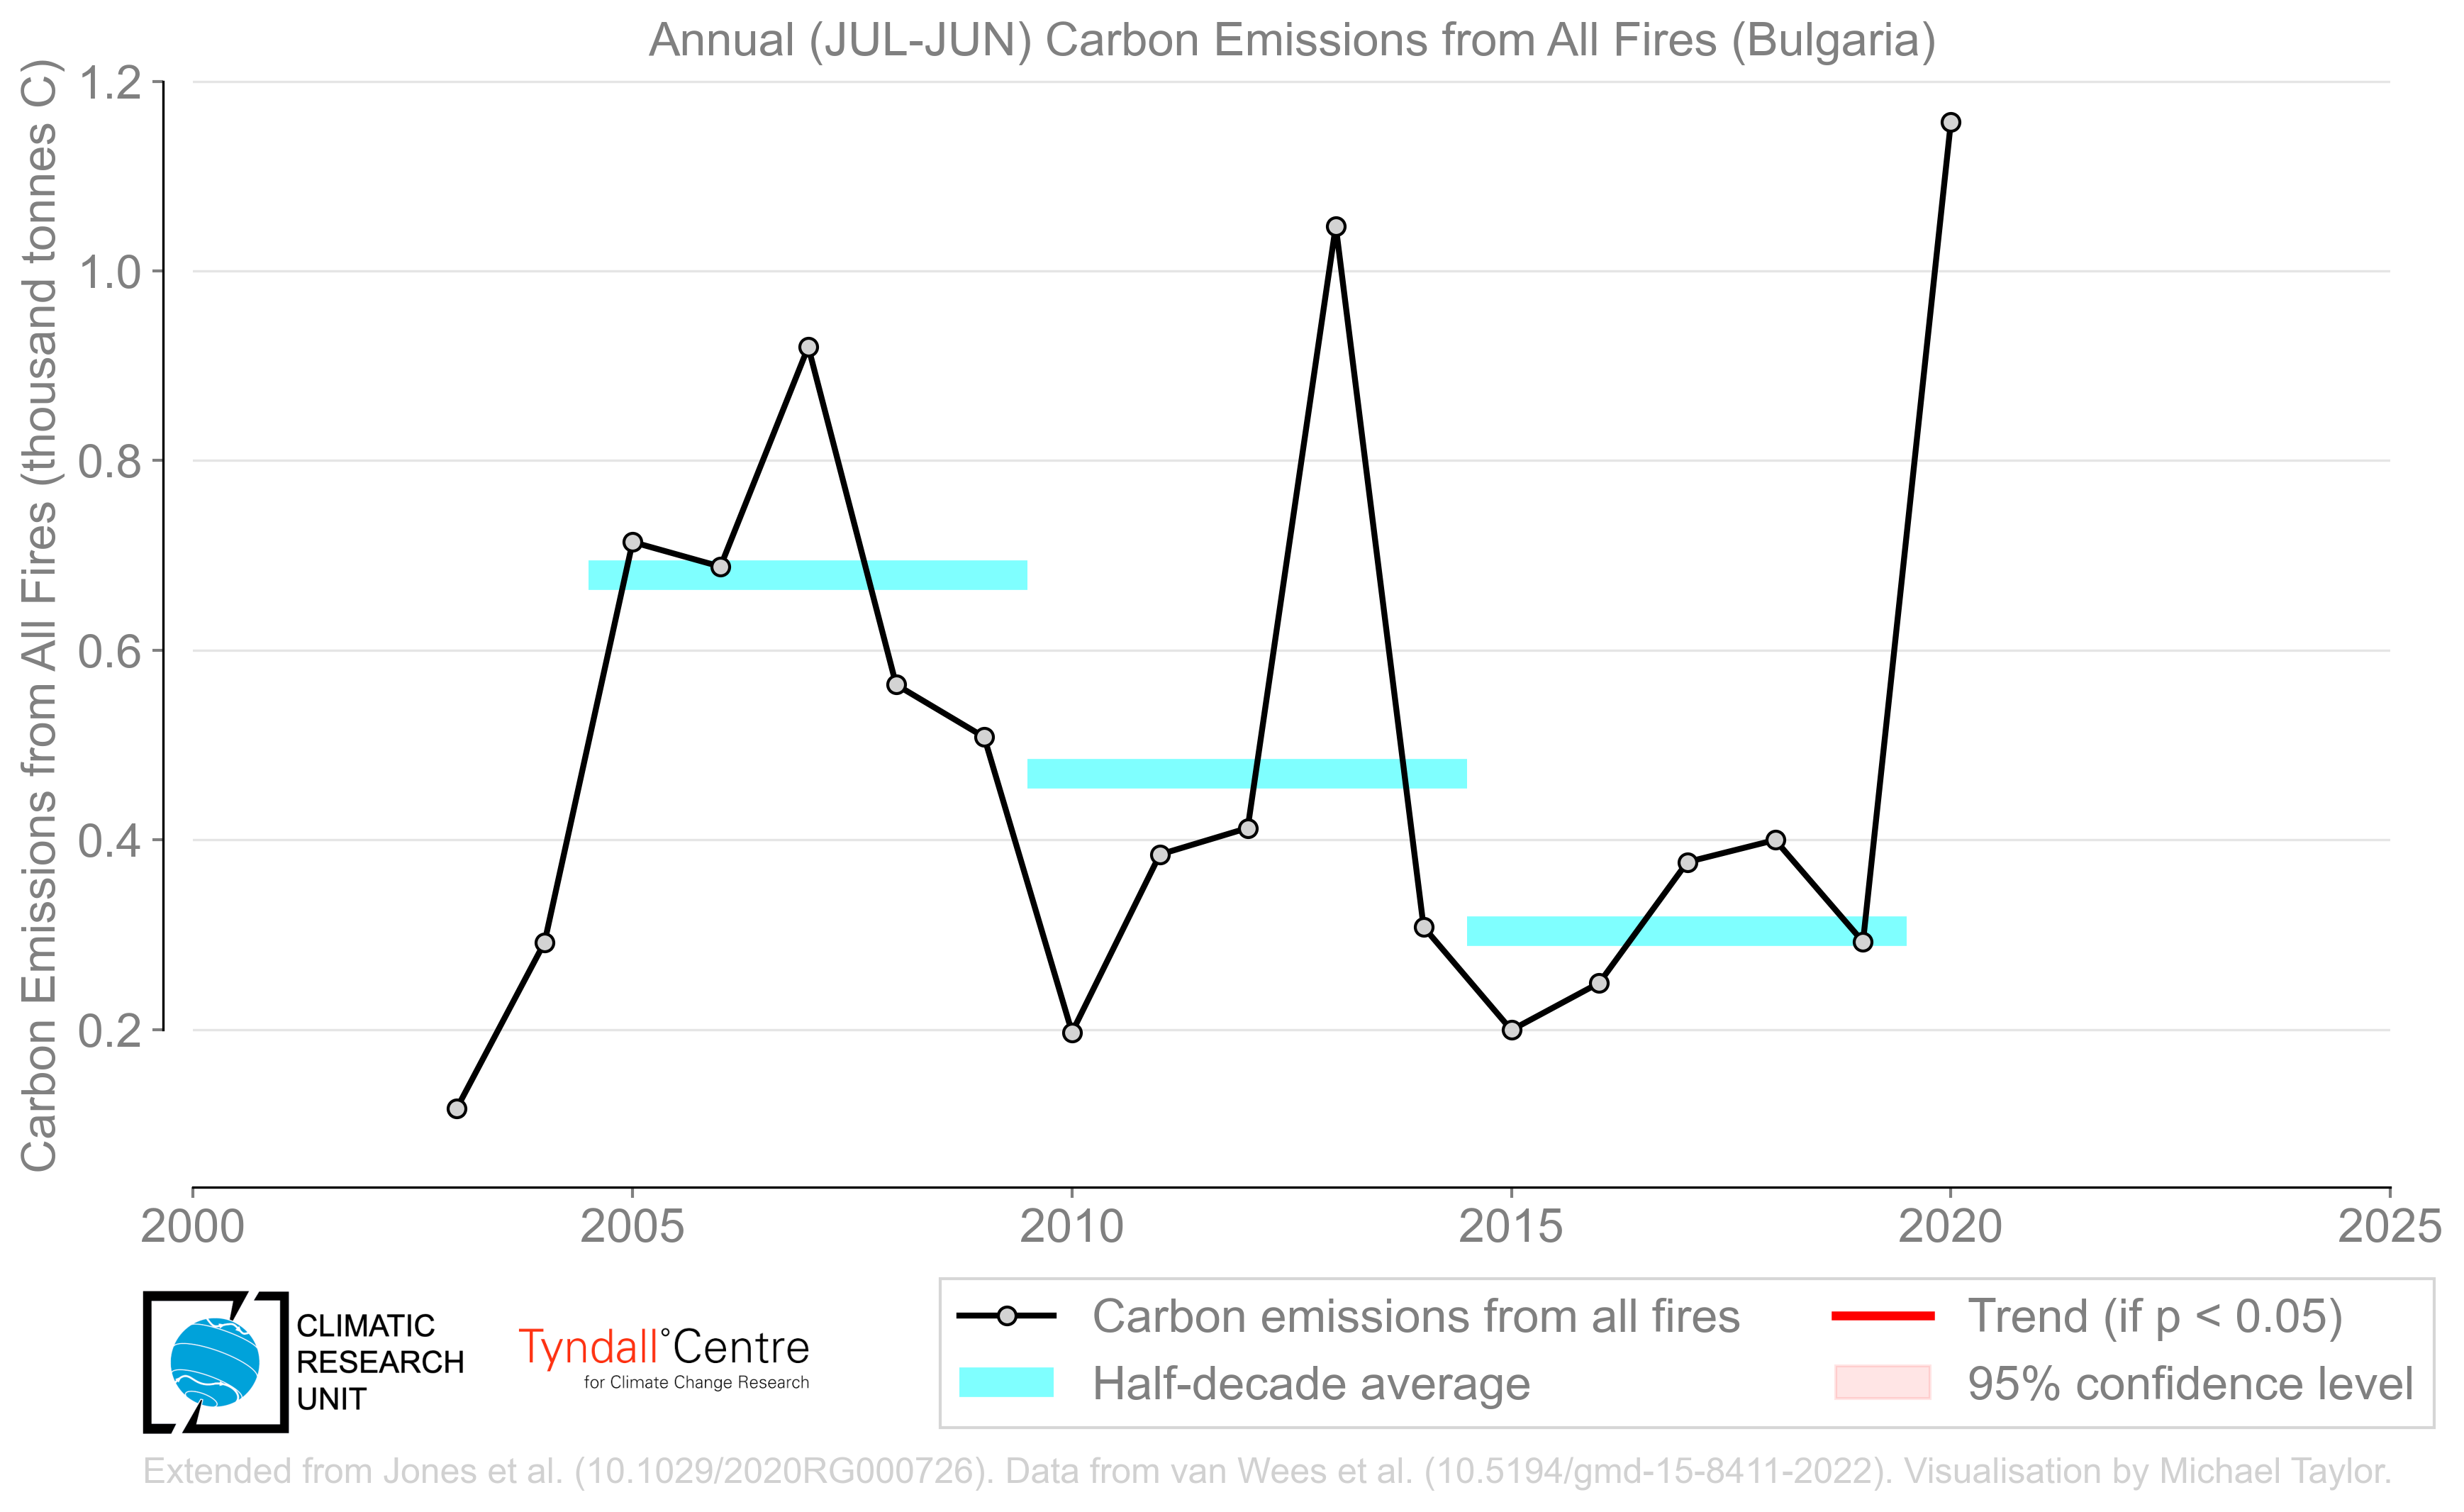 Annual (JUL-JUN) Carbon Emissions from All Fires (Bulgaria)
Carbon Emissions from All Fires (thousand tonnes C)
1.2
1.0
0.8
0.6
0.4
0.2
2000 2005 2010 2015 2020 2025
CLIMATIC
RESEARCH
UNIT
Tyndall°Centre
for Climate Change Research
Carbon emissions from all fires
Half-decade average
Trend (if p < 0.05)
95% confidence level
Extended from Jones et al. (10.1029/2020RG000726). Data from van Wees et al. (10.5194/gmd-15-8411-2022). Visualisation by Michael Taylor.